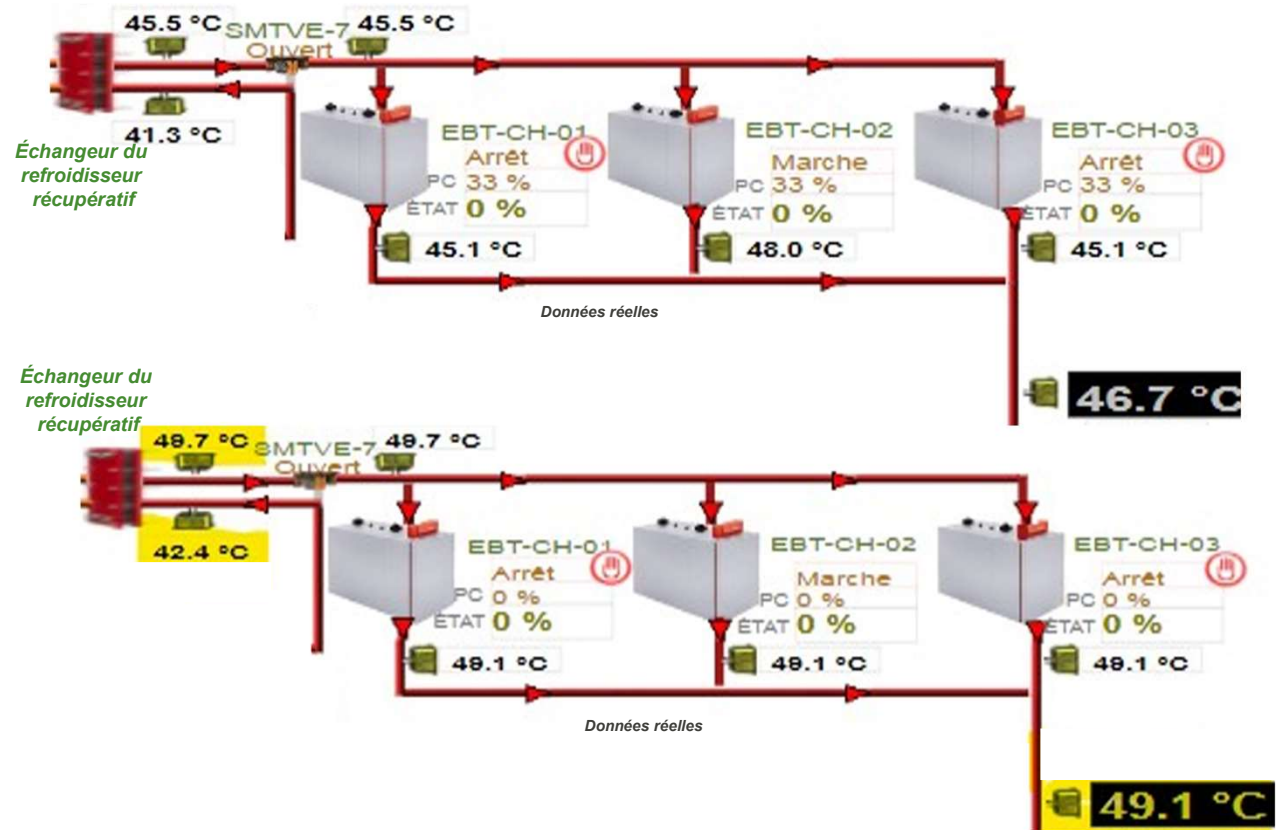 45.5 °C
SMTVE-7
45.5 °C
Ouvert
41.3 °C
Échangeur du
refroidisseur
récupératif
EBT-CH-01
Arrêt
PC 33 %
ÉTAT 0 %
45.1 °C
EBT-CH-02
Marche
PC 33 %
ÉTAT 0 %
48.0 °C
EBT-CH-03
Arrêt
PC 33 %
ÉTAT 0 %
45.1 °C
Données réelles
46.7 °C
Échangeur du
refroidisseur
récupératif
49.7 °C
SMTVE-7
49.7 °C
Ouvert
42.4 °C
EBT-CH-01
Arrêt
PC 0 %
ÉTAT 0 %
49.1 °C
EBT-CH-02
Marche
PC 0 %
ÉTAT 0 %
49.1 °C
EBT-CH-03
Arrêt
PC 0 %
ÉTAT 0 %
49.1 °C
Données réelles
49.1 °C